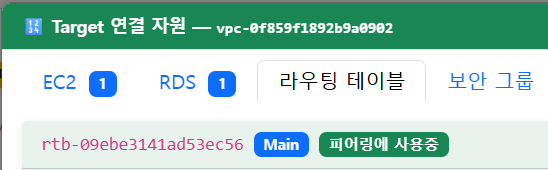 🔢 Target 연결 자원 — vpc-0f859f1892b9a0902
EC2 1 RDS 1 라우팅 테이블 보안 그룹
rtb-09ebe3141ad53ec56 Main 피어링에 사용중